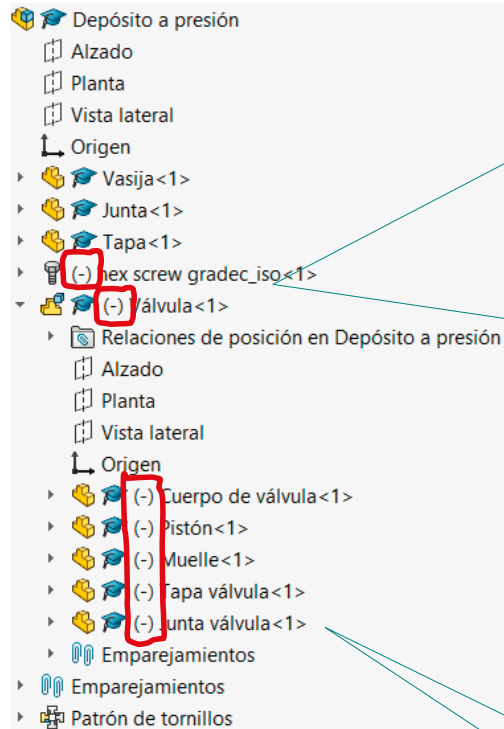 Depósito a presión
Alzado
Planta
Vista lateral
Origen
Vasija<1>
Junta<1>
Tapa<1>
(-) hex screw gradec_iso<1>
(-) Válvula<1>
Relaciones de posición en Depósito a presión
Alzado
Planta
Vista lateral
Origen
(-) Cuerpo de válvula<1>
(-) Pistón<1>
(-) Muelle<1>
(-) Tapa válvula<1>
(-) Junta válvula<1>
Emparejamientos
Emparejamientos
Patrón de tornillos